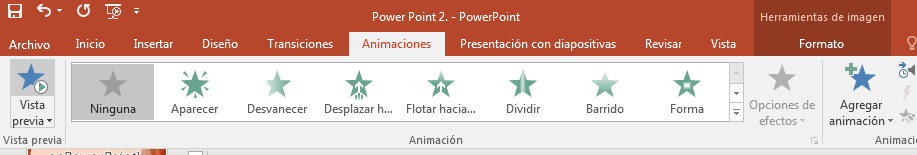 Power Point 2. - PowerPoint
Herramientas de imagen
Archivo Inicio Insertar Diseño Transiciones Animaciones Presentación con diapositivas Revisar Vista Formato
Vista previa
Ninguna Aparecer Desvanecer Desplazar h... Flotar hacia... Dividir Barrido Forma
Opciones de efectos
Agregar animación
Vista previa Animación